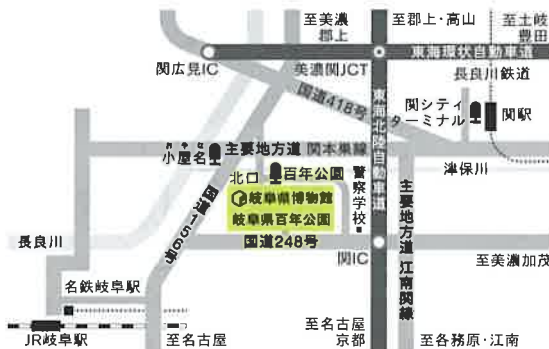 至美濃
郡上
至郡上・高山
至土岐
豊田
東海環状自動車道
関広見IC
美濃関JCT
長良川鉄道
国道418号
東海北陸自動車道
関シティ
ターミナル
関駅
おやな
小屋名
主要地方道
関本巣線
津保川
北口
百年公園
警察学校
岐阜県博物館
岐阜県百年公園
国道156号
主要地方道 江南関線
長良川
国道248号
関IC
至美濃加茂
名鉄岐阜駅
JR岐阜駅
至名古屋
至名古屋
京都
至各務原・江南